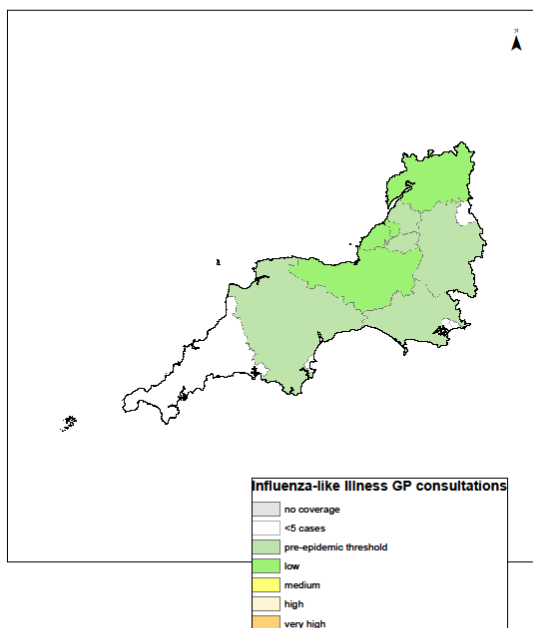 N
Influenza-like Illness GP consultations
no coverage
<5 cases
pre-epidemic threshold
low
medium
high
very high